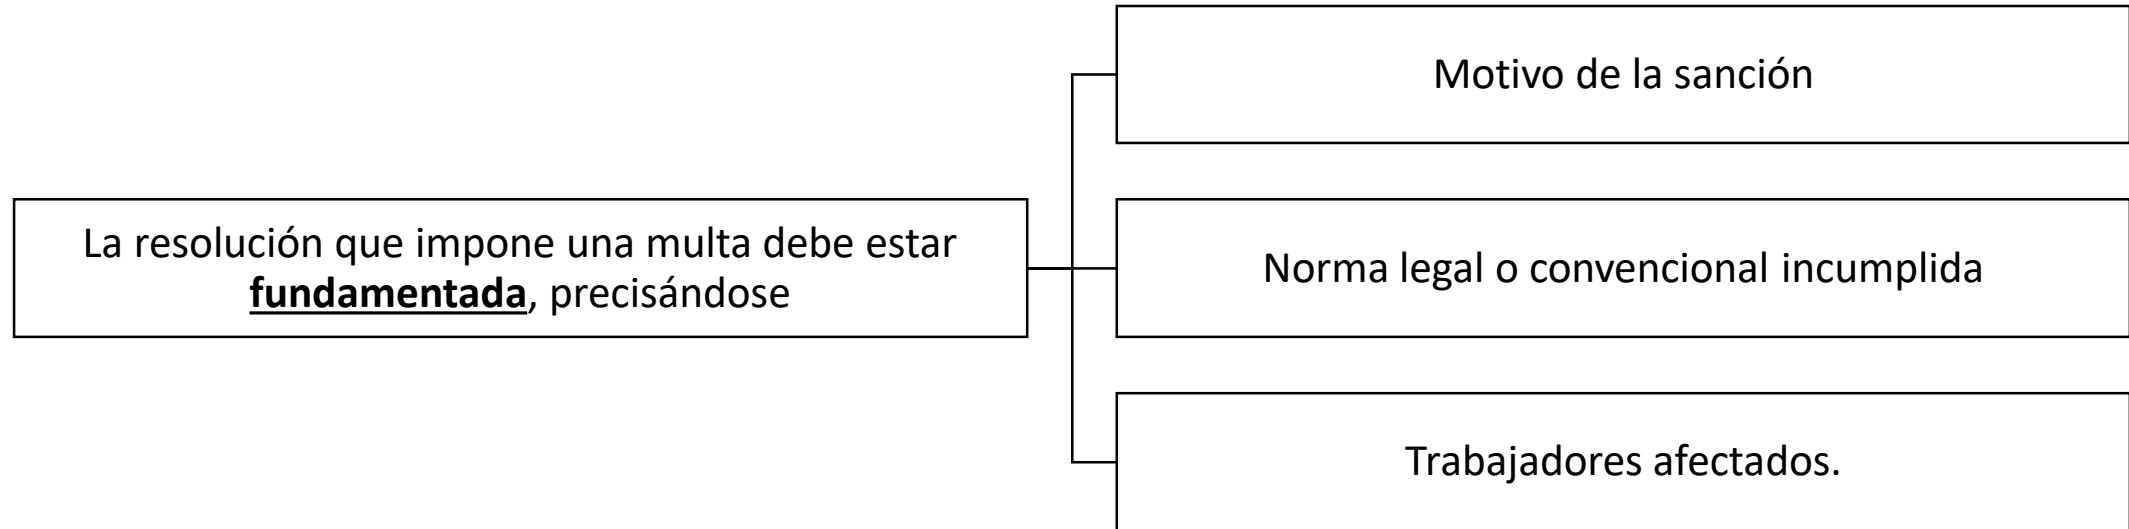 La resolución que impone una multa debe estar
fundamentada, precisándose
Motivo de la sanción
Norma legal o convencional incumplida
Trabajadores afectados.